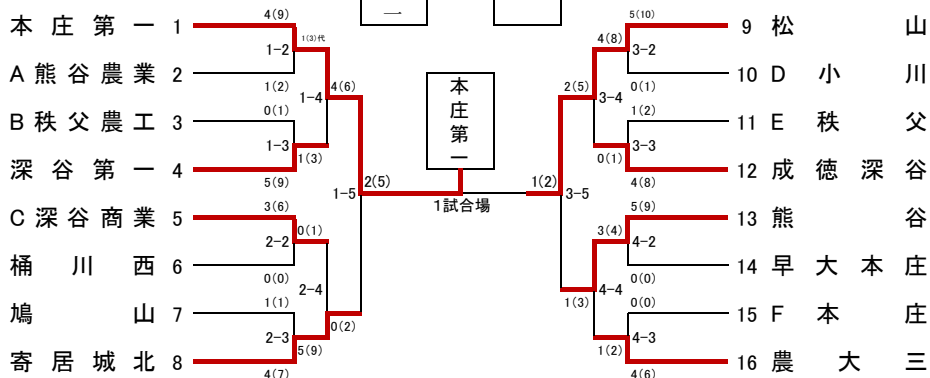 二
本庄第一 1
4(9)
1-2
1(3)代
A熊谷農業 2
1(2)
1-4
4(6)
B秩父農工 3
0(1)
1-3
1(3)
深谷第一 4
5(9)
1-5
2(5)
C深谷商業 5
3(6)
2-2
0(1)
桶川西 6
0(0)
2-4
鳩山 7
1(1)
2-3
0(2)
寄居城北 8
5(9)
4(7)
本庄第一
1試合場
1(2)
5(10)
9 松山
4(8)
3-2
10 D小川
0(1)
2(5)
3-4
1(2)
11 E秩父
3-3
0(1)
12 成徳深谷
4(8)
3-5
5(9)
13 熊谷
3(4)
4-2
14 早大本庄
0(0)
4-4
1(3)
0(0)
15 F本庄
4-3
1(2)
16 農大三
4(6)